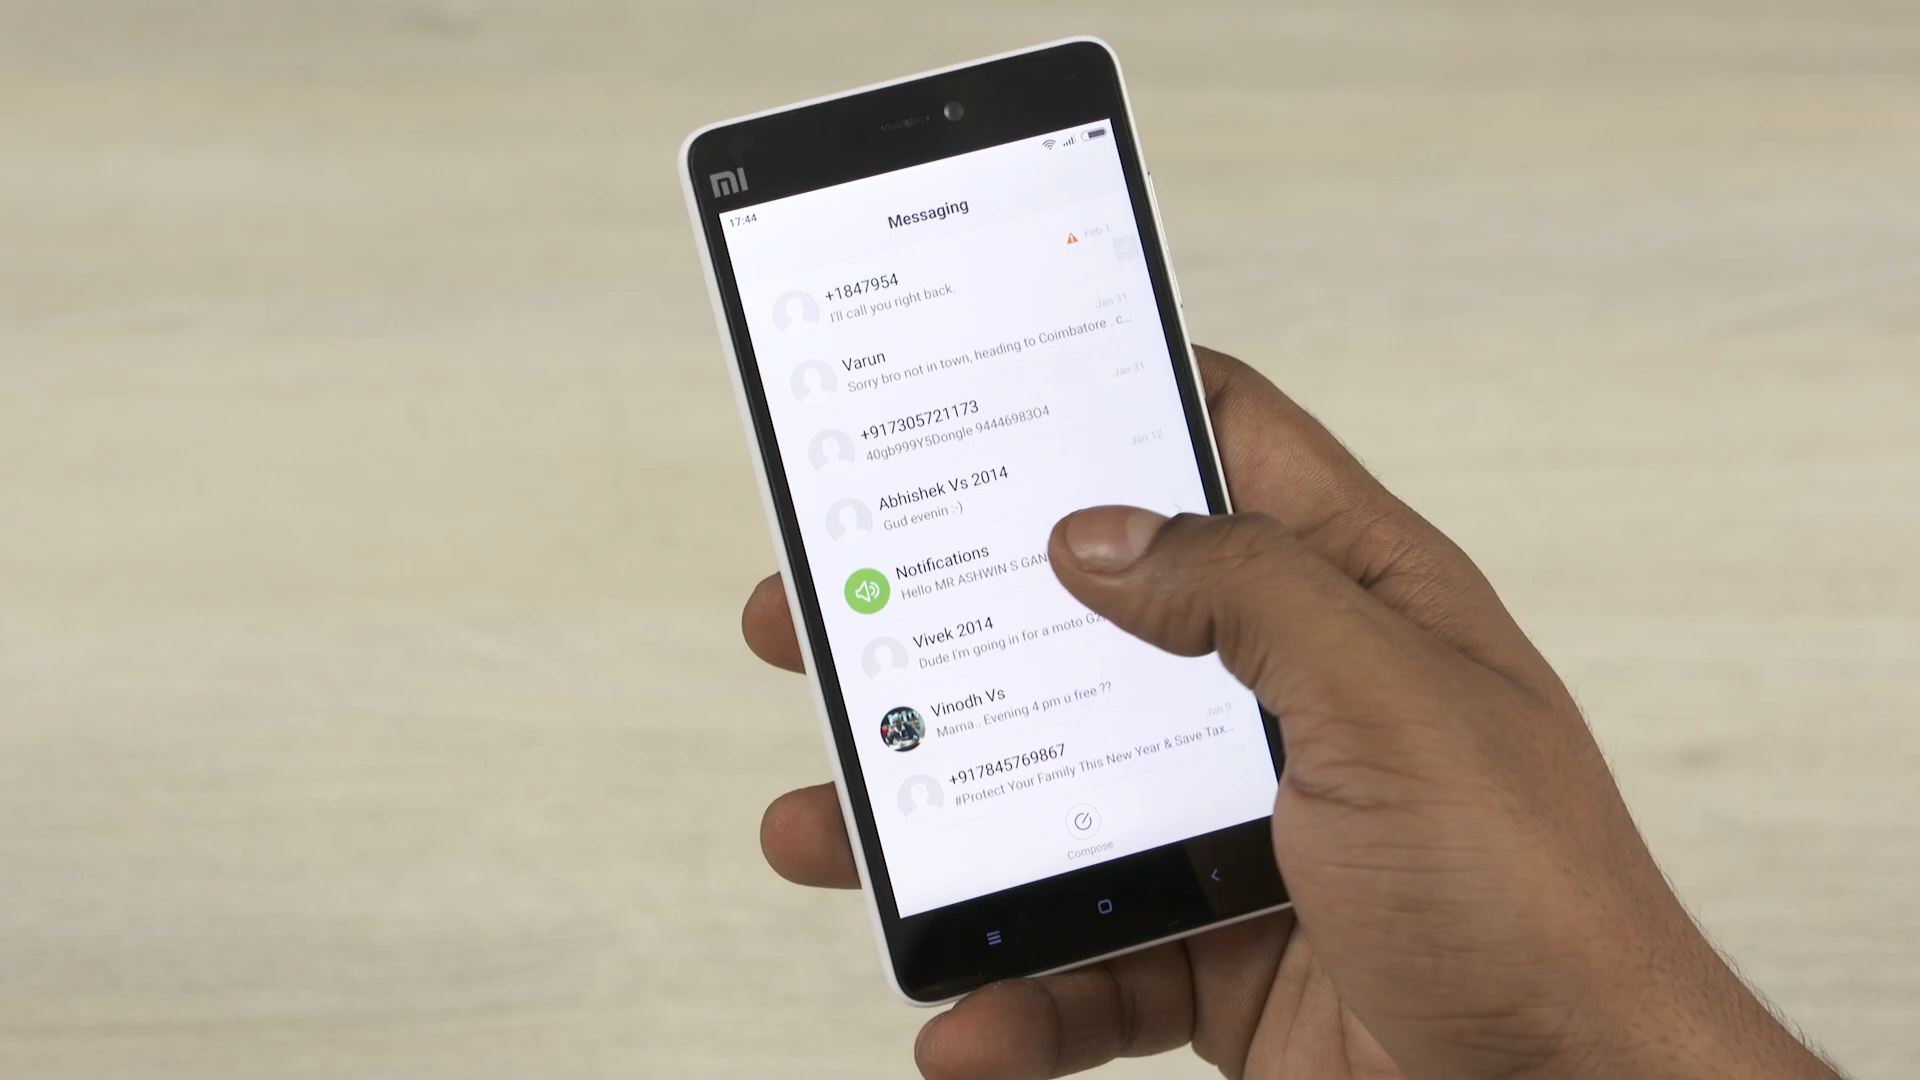 mi
17:44
Messaging
Feb 1
+1847954
I'll call you right back.
Jan 31
Varun
Sorry bro not in town, heading to Coimbatore . c...
Jan 31
+917305721173
40gb999Y5Dongle 9444698304
Jan 12
Abhishek Vs 2014
Gud evenin :-)
Notifications
Hello MR ASHWIN S GAN
Vivek 2014
Dude I'm going in for a moto G2
Vinodh Vs
Mama.. Evening 4 pm u free ??
Jan 9
+917845769867
#Protect Your Family This New Year & Save Tax...
Compose